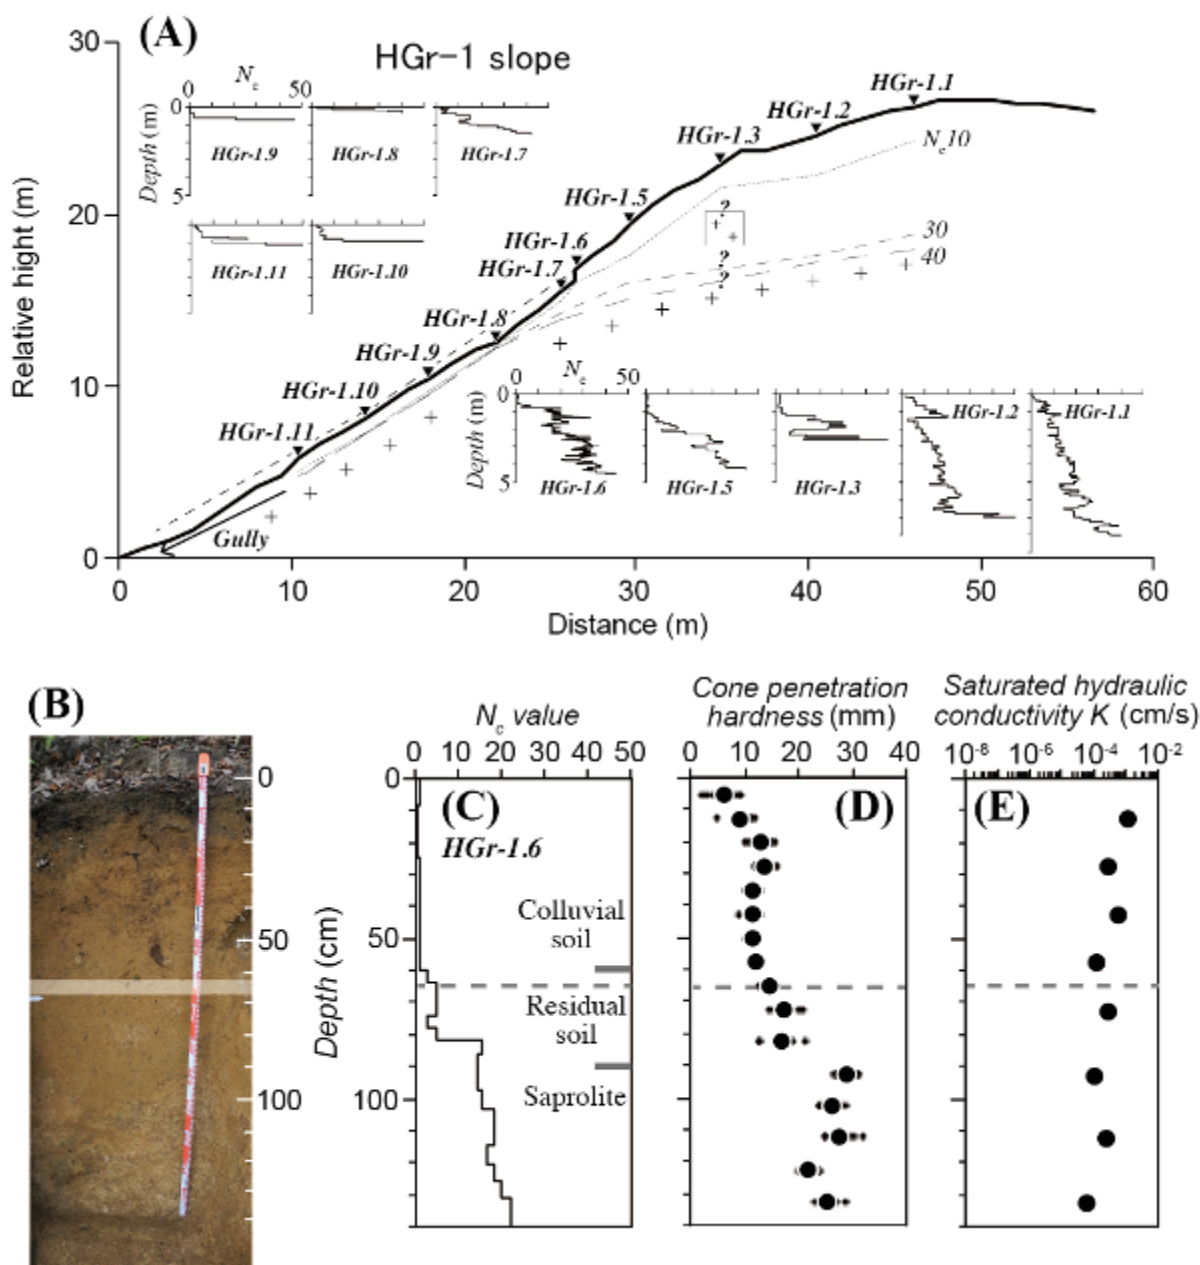 (A)
HGr-1 slope
30
20
10
0
Relative hight (m)
0 10 20 30 40 50 60
Distance (m)
HGr-1.1
HGr-1.2
HGr-1.3
HGr-1.5
HGr-1.6
HGr-1.7
HGr-1.8
HGr-1.9
HGr-1.10
HGr-1.11
Gully
Nc10
30
40
?
?
?
0 Nc 50
Depth (m)
0
5
HGr-1.9
HGr-1.8
HGr-1.7
HGr-1.11
HGr-1.10
0 Nc 50
Depth (m)
0
5
HGr-1.6
HGr-1.5
HGr-1.3
HGr-1.2
HGr-1.1
(B)
0
50
100
Depth (cm)
Nc value
0 10 20 30 40 50
0
50
100
(C)
HGr-1.6
Colluvial
soil
Residual
soil
Saprolite
Cone penetration
hardness (mm)
0 10 20 30 40
(D)
Saturated hydraulic
conductivity K (cm/s)
10-8 10-6 10-4 10-2
(E)